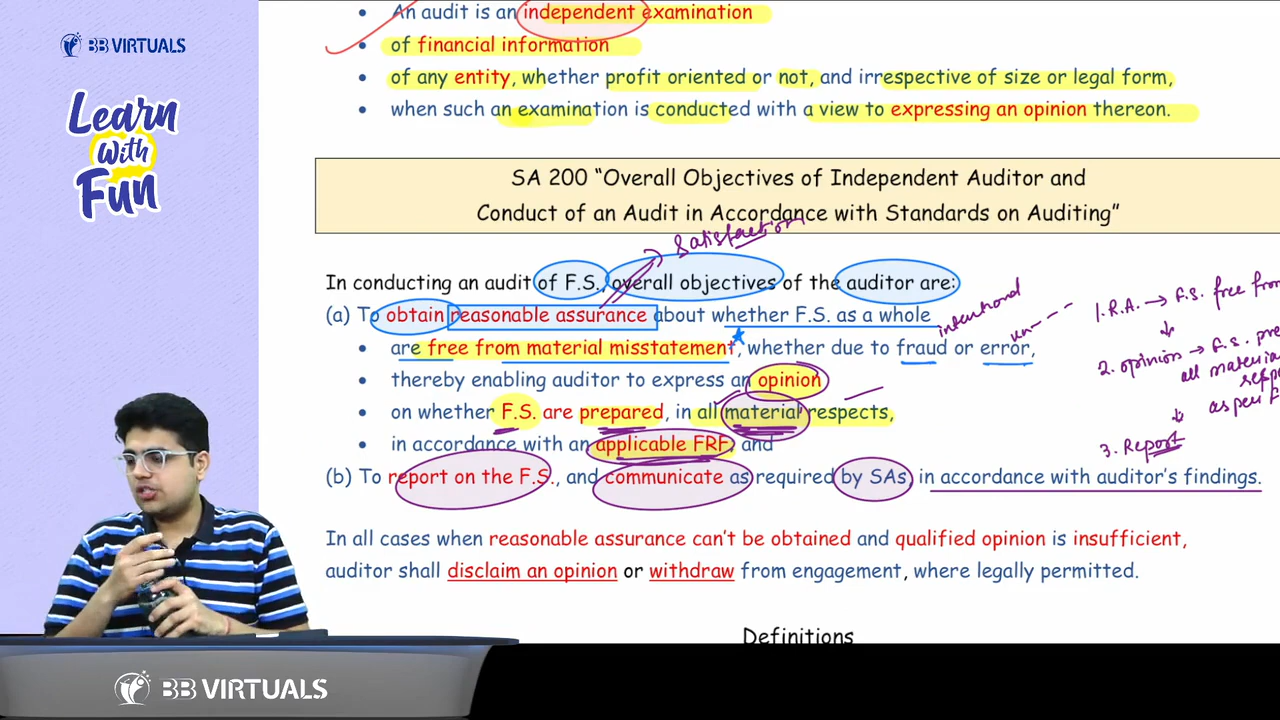 BB VIRTUALS
Learn
with
Fun
• An audit is an independent examination
• of financial information
• of any entity, whether profit oriented or not, and irrespective of size or legal form,
• when such an examination is conducted with a view to expressing an opinion thereon.
SA 200 “Overall Objectives of Independent Auditor and
Conduct of an Audit in Accordance with Standards on Auditing”
Satisfaction
In conducting an audit of F.S., overall objectives of the auditor are:
(a) To obtain reasonable assurance about whether F.S. as a whole
intentional
• are free from material misstatement, whether due to fraud or error,
un---
• thereby enabling auditor to express an opinion
• on whether F.S. are prepared, in all material respects,
• in accordance with an applicable FRF, and
(b) To report on the F.S., and communicate as required by SAs in accordance with auditor’s findings.
1. R.A. → F.S. free from
2. opinion → F.S. pre
all material
resp
as per F
3. Report
In all cases when reasonable assurance can’t be obtained and qualified opinion is insufficient,
auditor shall disclaim an opinion or withdraw from engagement, where legally permitted.
Definitions
BB VIRTUALS